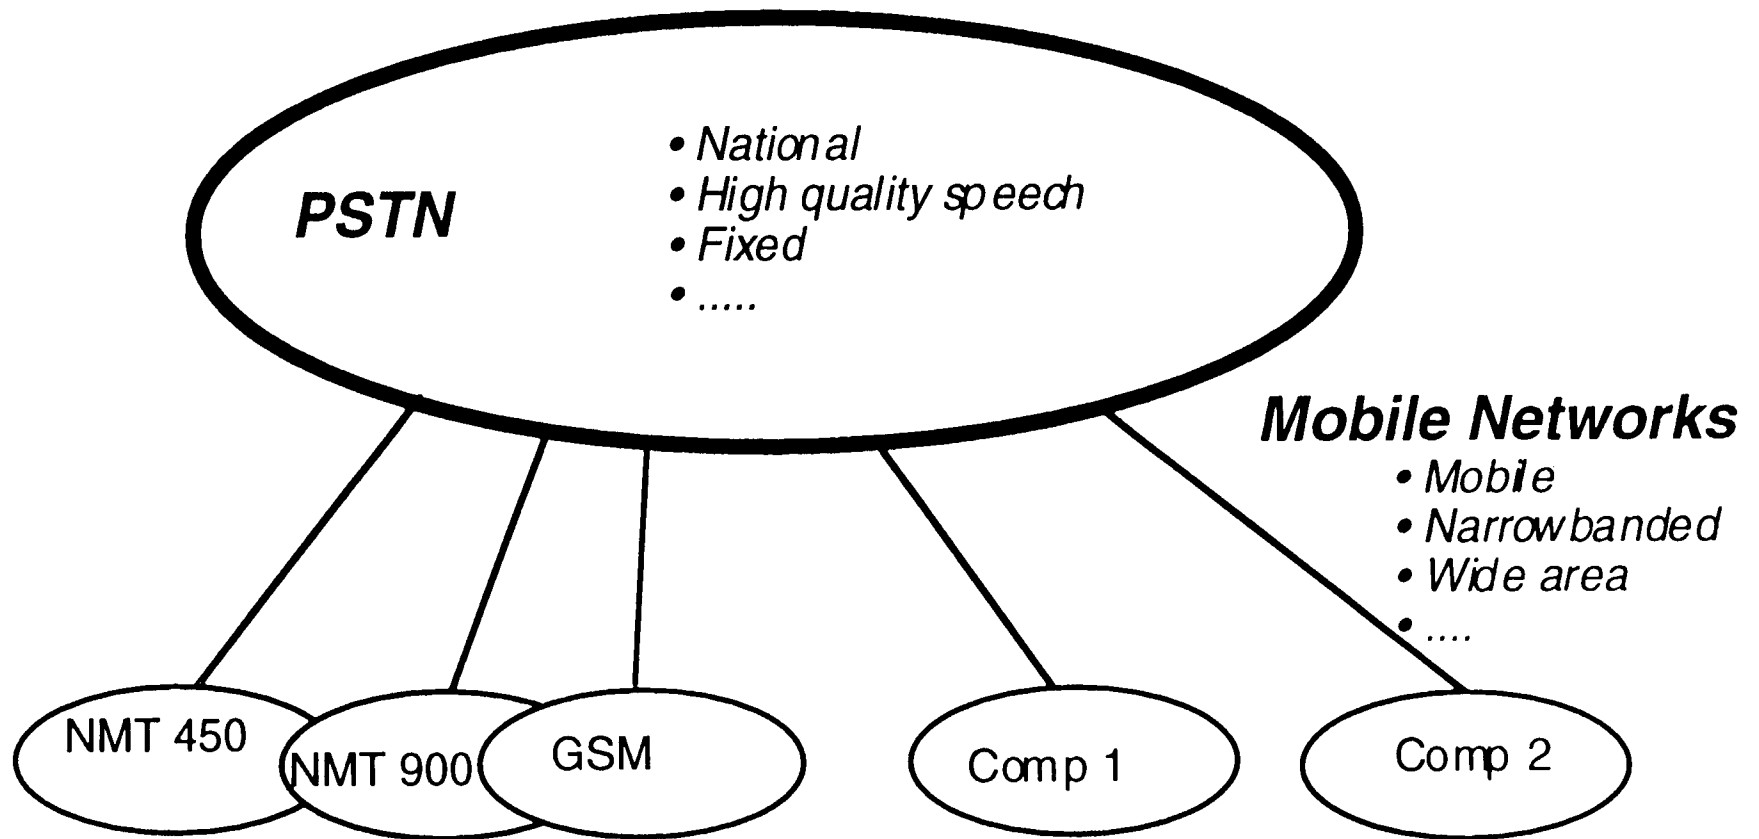 PSTN
• National
• High quality speech
• Fixed
• .....
Mobile Networks
• Mobile
• Narrowbanded
• Wide area
• ....
NMT 450
NMT 900
GSM
Comp 1
Comp 2